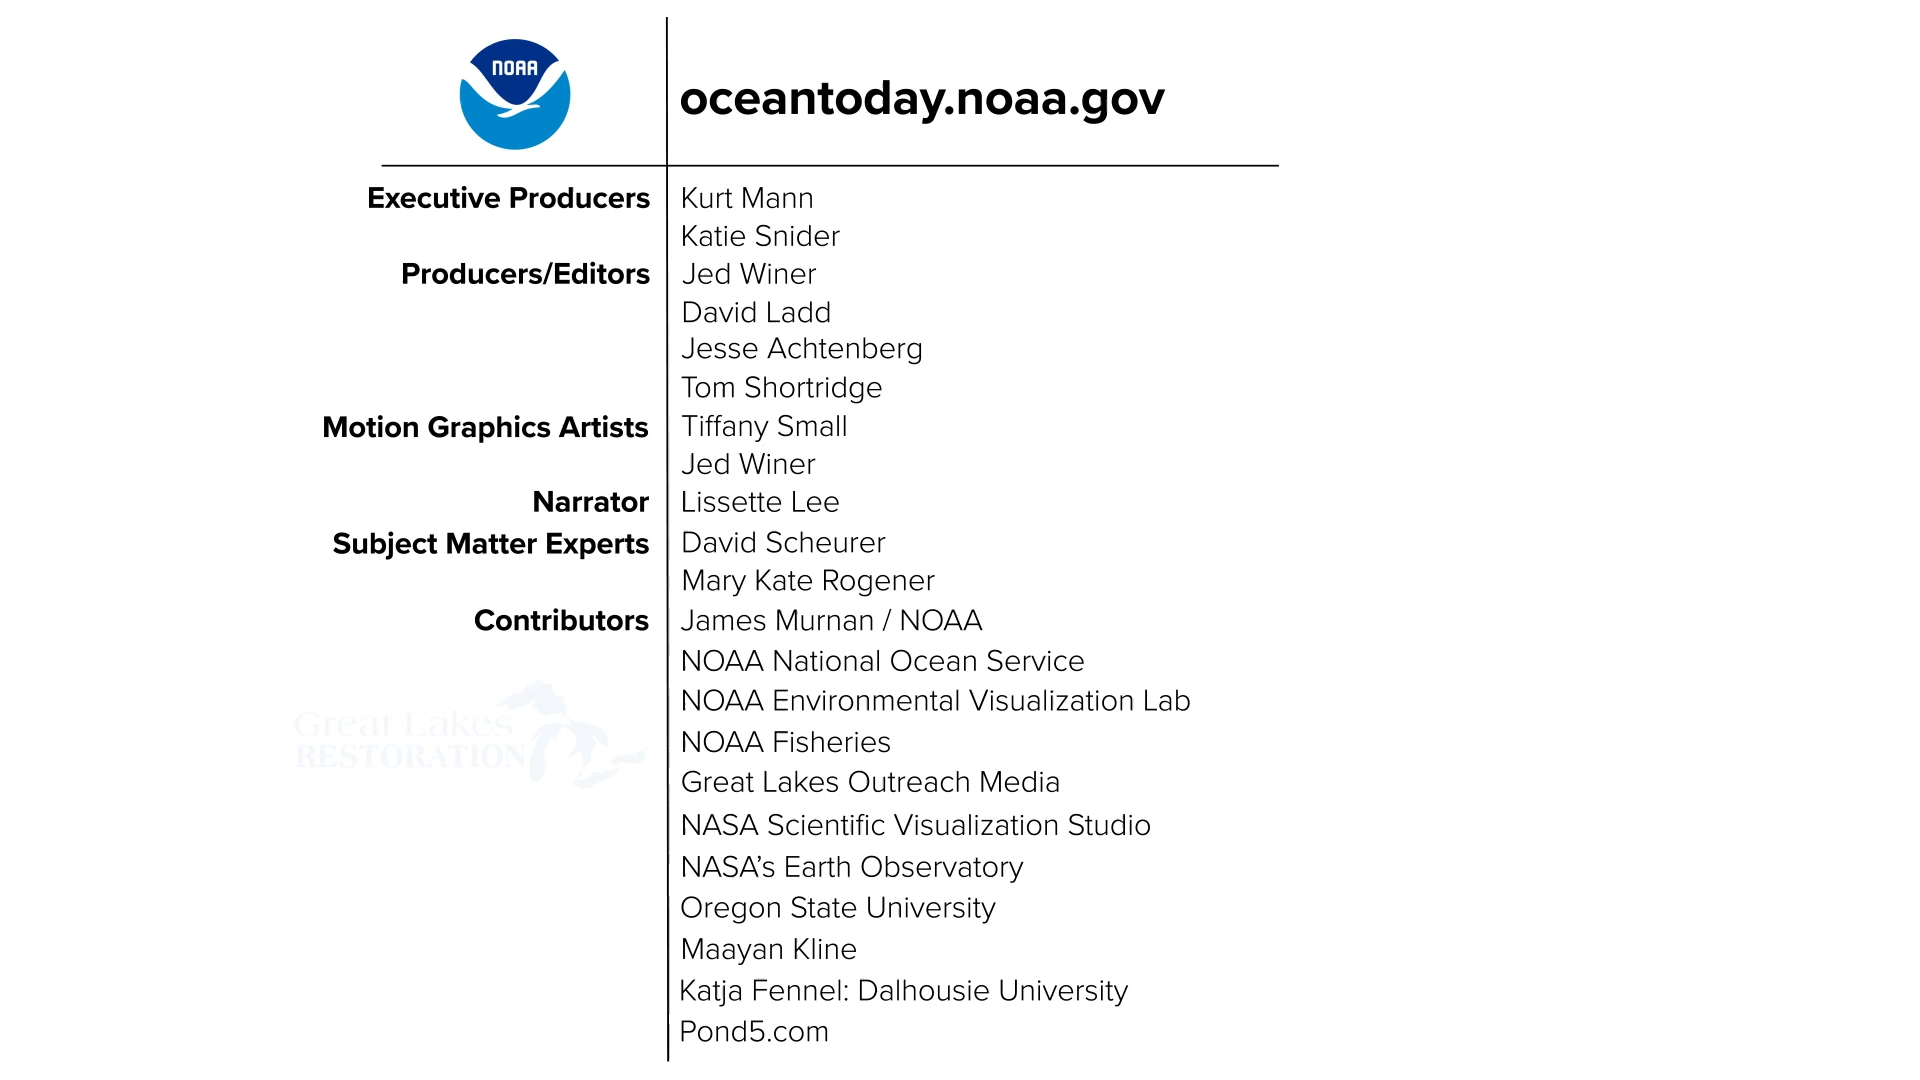 NOAA
oceantoday.noaa.gov
Executive Producers Kurt Mann
Katie Snider
Producers/Editors Jed Winer
David Ladd
Jesse Achtenberg
Tom Shortridge
Motion Graphics Artists Tiffany Small
Jed Winer
Narrator Lissette Lee
Subject Matter Experts David Scheurer
Mary Kate Rogener
Contributors James Murnan / NOAA
NOAA National Ocean Service
NOAA Environmental Visualization Lab
Great Lakes
RESTORATION
NOAA Fisheries
Great Lakes Outreach Media
NASA Scientific Visualization Studio
NASA’s Earth Observatory
Oregon State University
Maayan Kline
Katja Fennel: Dalhousie University
Pond5.com